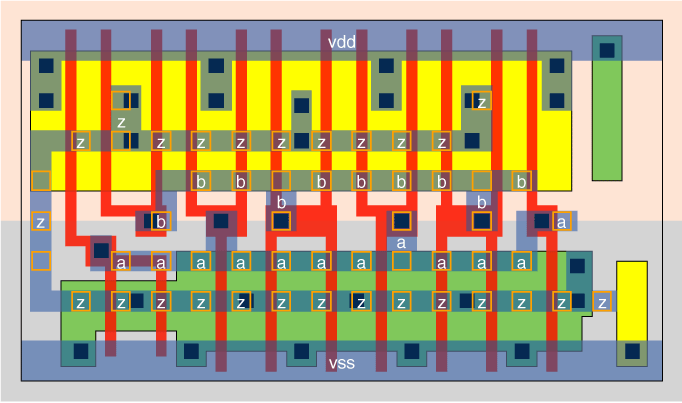 vdd
z
z
z z z z z z z z z z
b b b b b b b b
b b
z b a
a
a a a a a a a a a a a
z z z z z z z z z z z z z z
vss